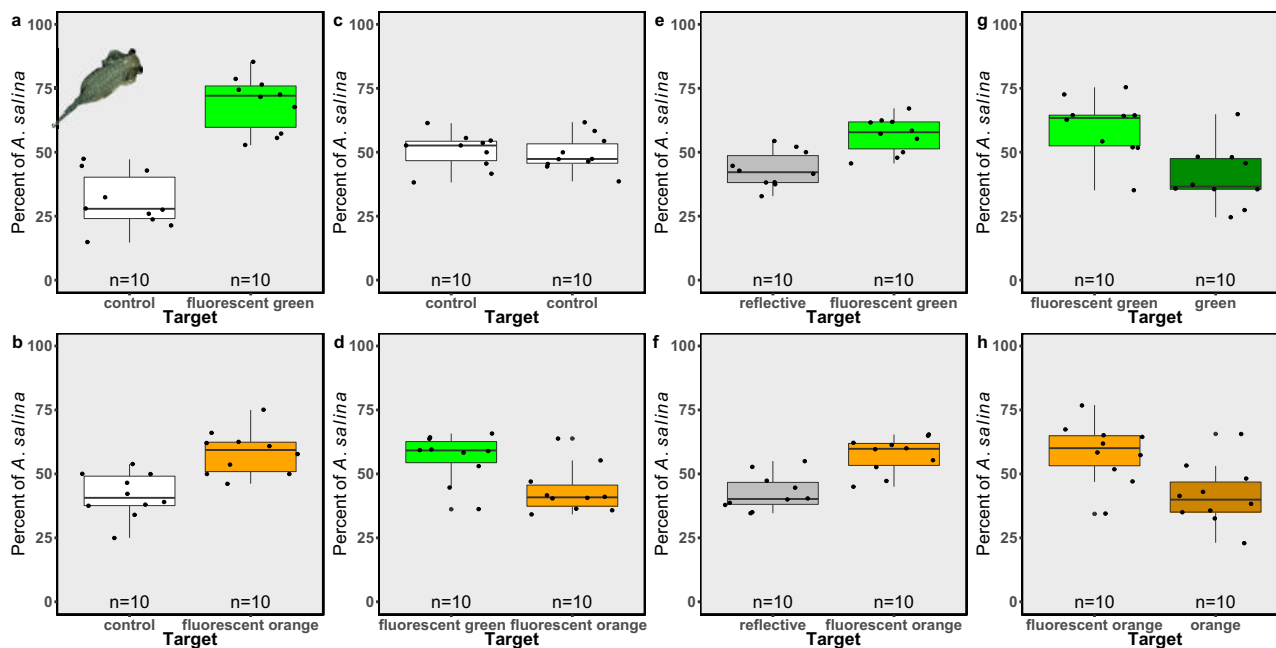 a
Percent of A. salina
100
75
50
25
0
n=10 n=10
control fluorescent green
Target
c
Percent of A. salina
100
75
50
25
0
n=10 n=10
control control
Target
e
Percent of A. salina
100
75
50
25
0
n=10 n=10
reflective fluorescent green
Target
g
Percent of A. salina
100
75
50
25
0
n=10 n=10
fluorescent green green
Target
b
Percent of A. salina
100
75
50
25
0
n=10 n=10
control fluorescent orange
Target
d
Percent of A. salina
100
75
50
25
0
n=10 n=10
fluorescent green fluorescent orange
Target
f
Percent of A. salina
100
75
50
25
0
n=10 n=10
reflective fluorescent orange
Target
h
Percent of A. salina
100
75
50
25
0
n=10 n=10
fluorescent orange orange
Target